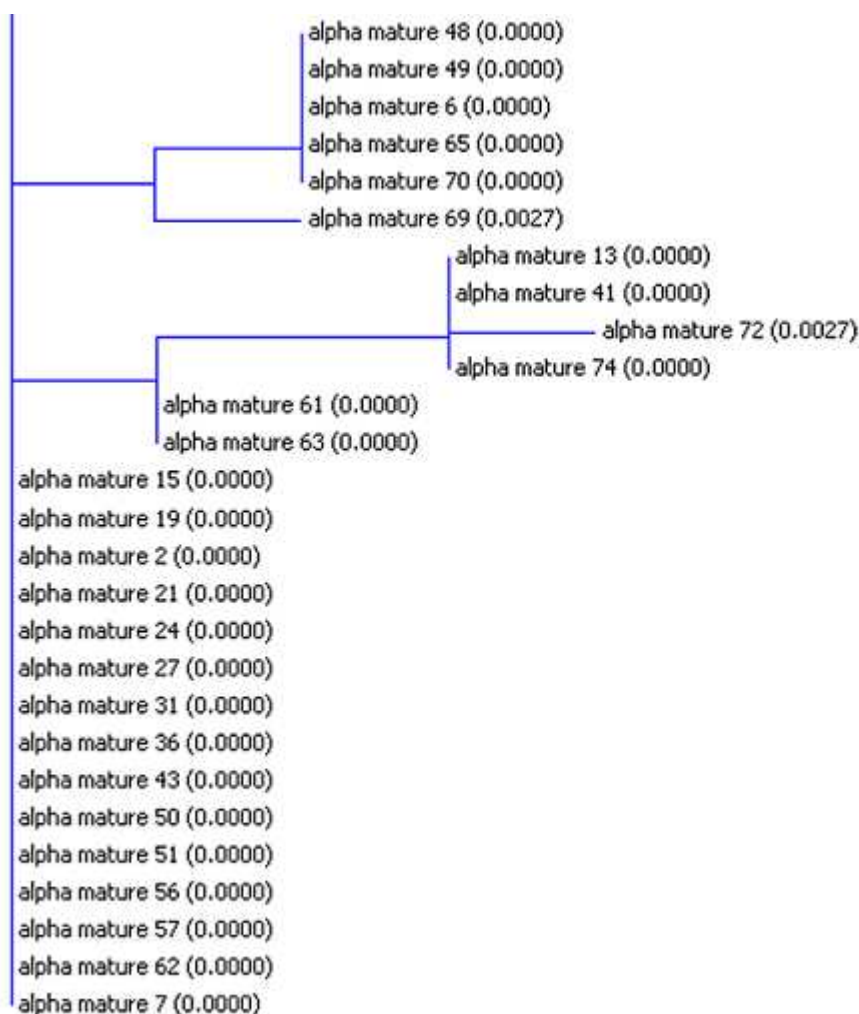 alpha mature 48 (0.0000)
alpha mature 49 (0.0000)
alpha mature 6 (0.0000)
alpha mature 65 (0.0000)
alpha mature 70 (0.0000)
alpha mature 69 (0.0027)
alpha mature 13 (0.0000)
alpha mature 41 (0.0000)
alpha mature 72 (0.0027)
alpha mature 74 (0.0000)
alpha mature 61 (0.0000)
alpha mature 63 (0.0000)
alpha mature 15 (0.0000)
alpha mature 19 (0.0000)
alpha mature 2 (0.0000)
alpha mature 21 (0.0000)
alpha mature 24 (0.0000)
alpha mature 27 (0.0000)
alpha mature 31 (0.0000)
alpha mature 36 (0.0000)
alpha mature 43 (0.0000)
alpha mature 50 (0.0000)
alpha mature 51 (0.0000)
alpha mature 56 (0.0000)
alpha mature 57 (0.0000)
alpha mature 62 (0.0000)
alpha mature 7 (0.0000)